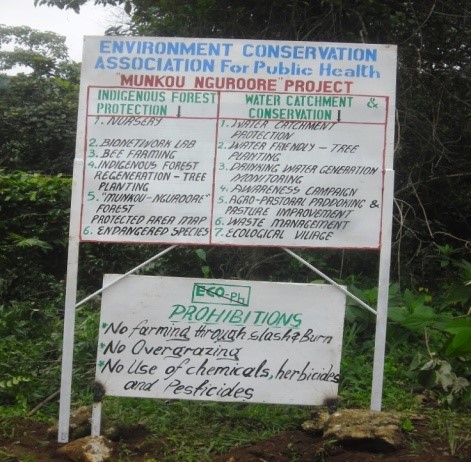 ENVIRONMENT CONSERVATION
ASSOCIATION For Public Health
"MUNKOU NGUROORE" PROJECT
INDIGENOUS FOREST
PROTECTION ↓
1. NURSERY
2. BIONETWORK LAB
3. BEE FARMING
4. INDIGENOUS FOREST
REGENERATION - TREE
PLANTING
5. "MUNKOU-NGUROORE"
FOREST
PROTECTED AREA MAP
6. ENDANGERED SPECIES
WATER CATCHMENT &
CONSERVATION ↓
1. WATER CATCHMENT
PROTECTION
2. WATER FRIENDLY - TREE
PLANTING
3. DRINKING WATER GENERATION
MONITORING
4. AWARENESS CAMPAIGN
5. AGRO-PASTORAL PADDOKING &
PASTURE IMPROVEMENT
6. WASTE MANAGEMENT
7. ECOLOGICAL VILLAGE
ECO-Ph
PROHIBITIONS
*No farming through slash & Burn
*No Overgrazing
*No Use of chemicals, herbicides
and Pesticides